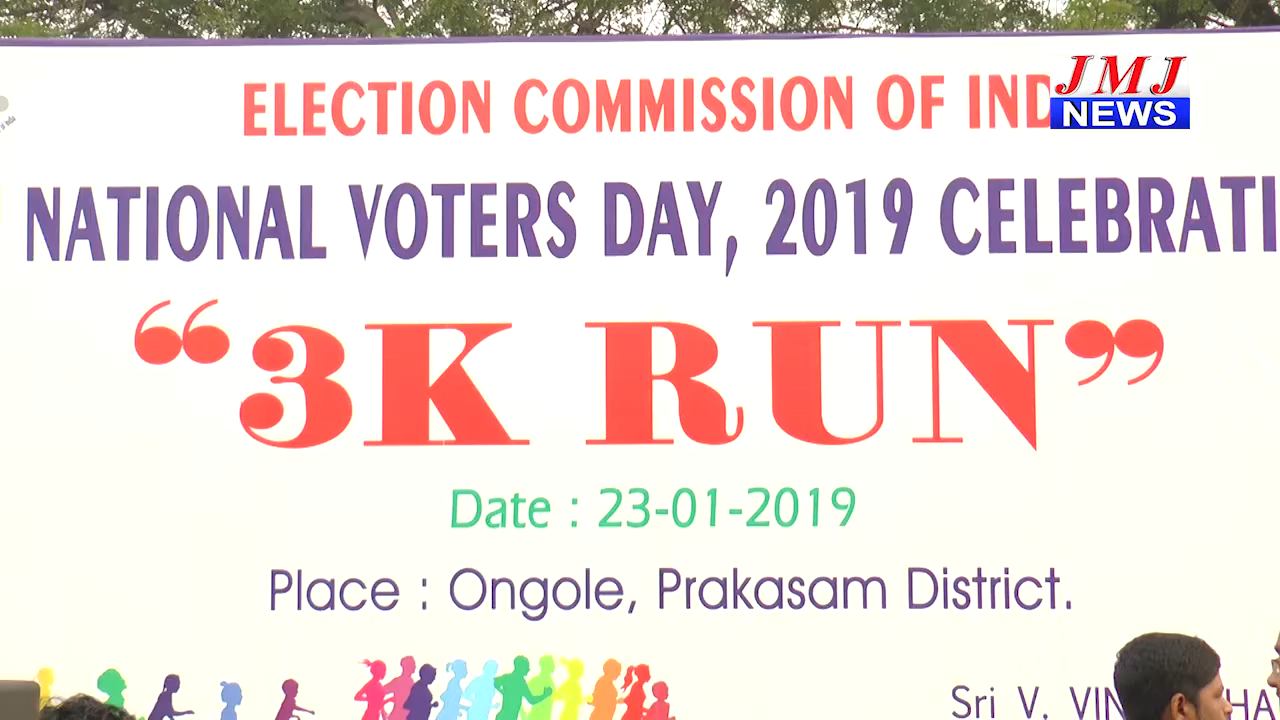 ELECTION COMMISSION OF IND
JMJ
NEWS
NATIONAL VOTERS DAY, 2019 CELEBRATI
“3K RUN”
Date : 23-01-2019
Place : Ongole, Prakasam District.
Sri V.